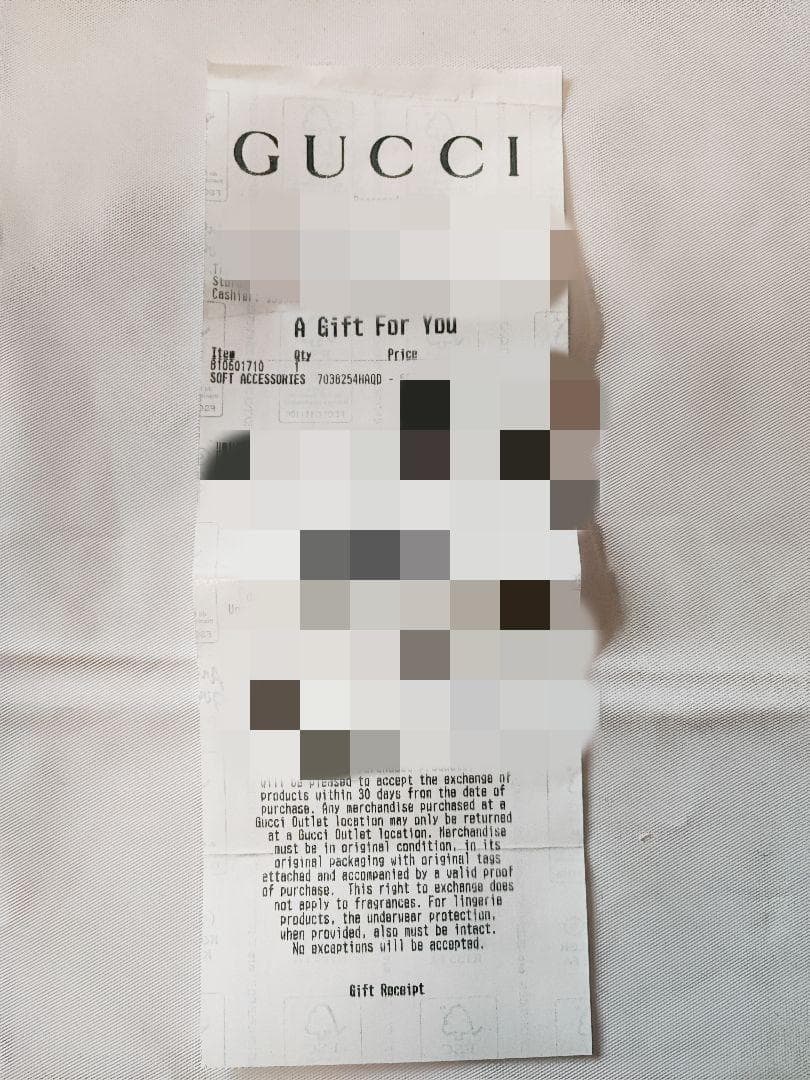 GUCCI
Cashier:
A Gift For You
Item Qty Price
810601710 1
SOFT ACCESSORIES 7038254HAQD -
will be pleased to accept the exchange of
products within 30 days from the date of
purchase. Any merchandise purchased at a
Gucci Outlet location may only be returned
at a Gucci Outlet location. Merchandise
must be in original condition, in its
original packaging with original tags
attached and accompanied by a valid proof
of purchase. This right to exchange does
not apply to fragrances. For lingerie
products, the underwear protection,
when provided, also must be intact.
No exceptions will be accepted.
Gift Receipt